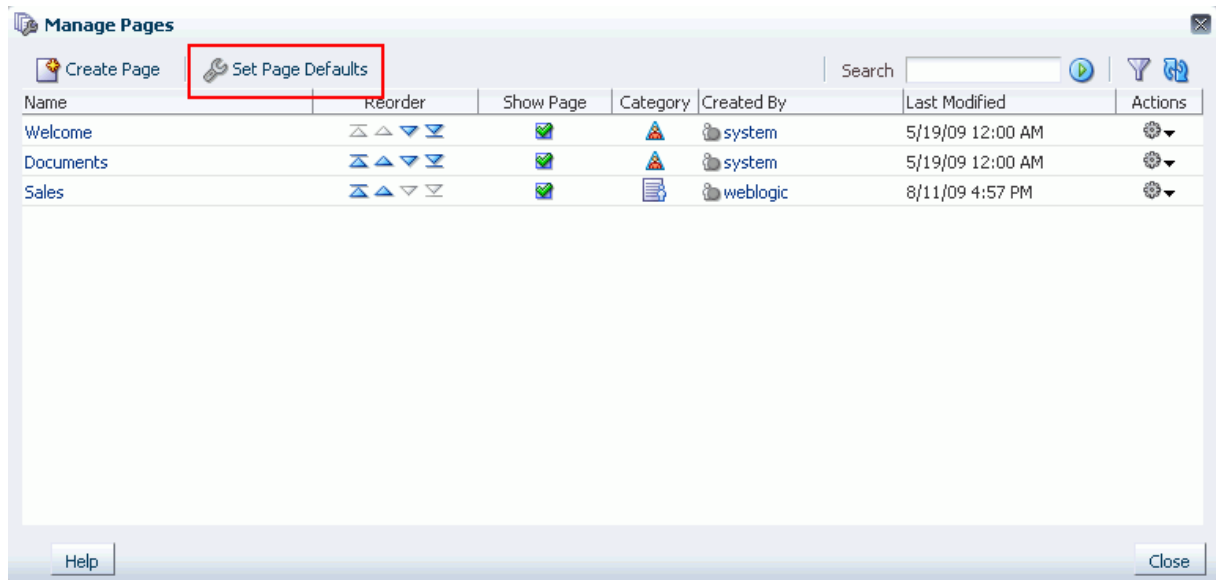 Manage Pages
Create Page Set Page Defaults Search
Name Reorder Show Page Category Created By Last Modified Actions
Welcome system 5/19/09 12:00 AM
Documents system 5/19/09 12:00 AM
Sales weblogic 8/11/09 4:57 PM
Help Close